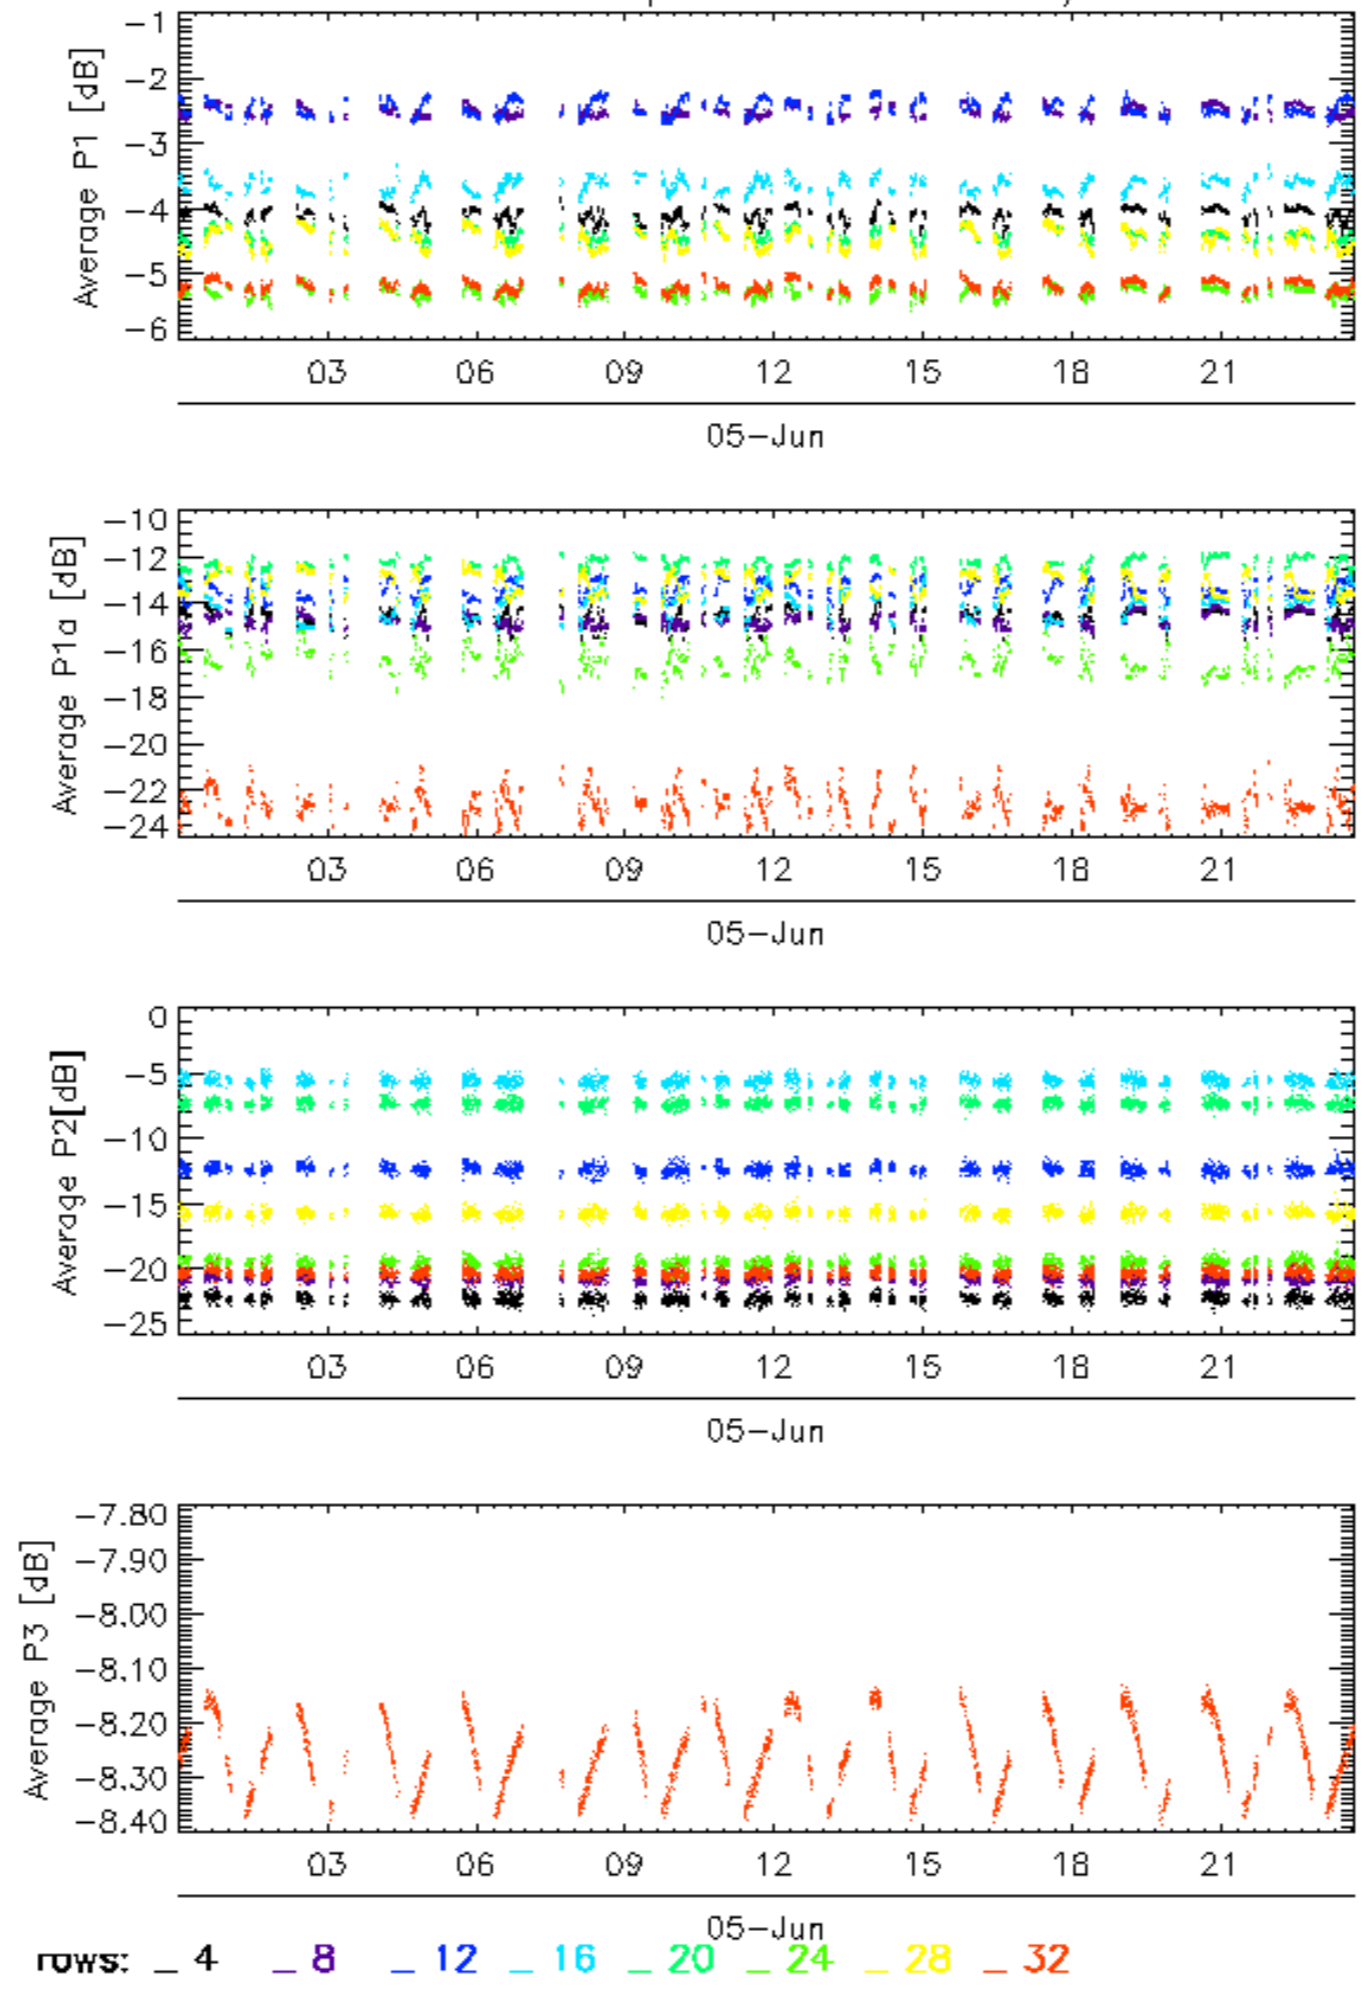 Average P1 [dB]
-1
-2
-3
-4
-5
-6
03 06 09 12 15 18 21
05-Jun
Average P1a [dB]
-10
-12
-14
-16
-18
-20
-22
-24
03 06 09 12 15 18 21
05-Jun
Average P2[dB]
0
-5
-10
-15
-20
-25
03 06 09 12 15 18 21
05-Jun
Average P3 [dB]
-7.80
-7.90
-8.00
-8.10
-8.20
-8.30
-8.40
03 06 09 12 15 18 21
05-Jun
rows: _ 4 _ 8 _ 12 _ 16 _ 20 _ 24 _ 28 _ 32